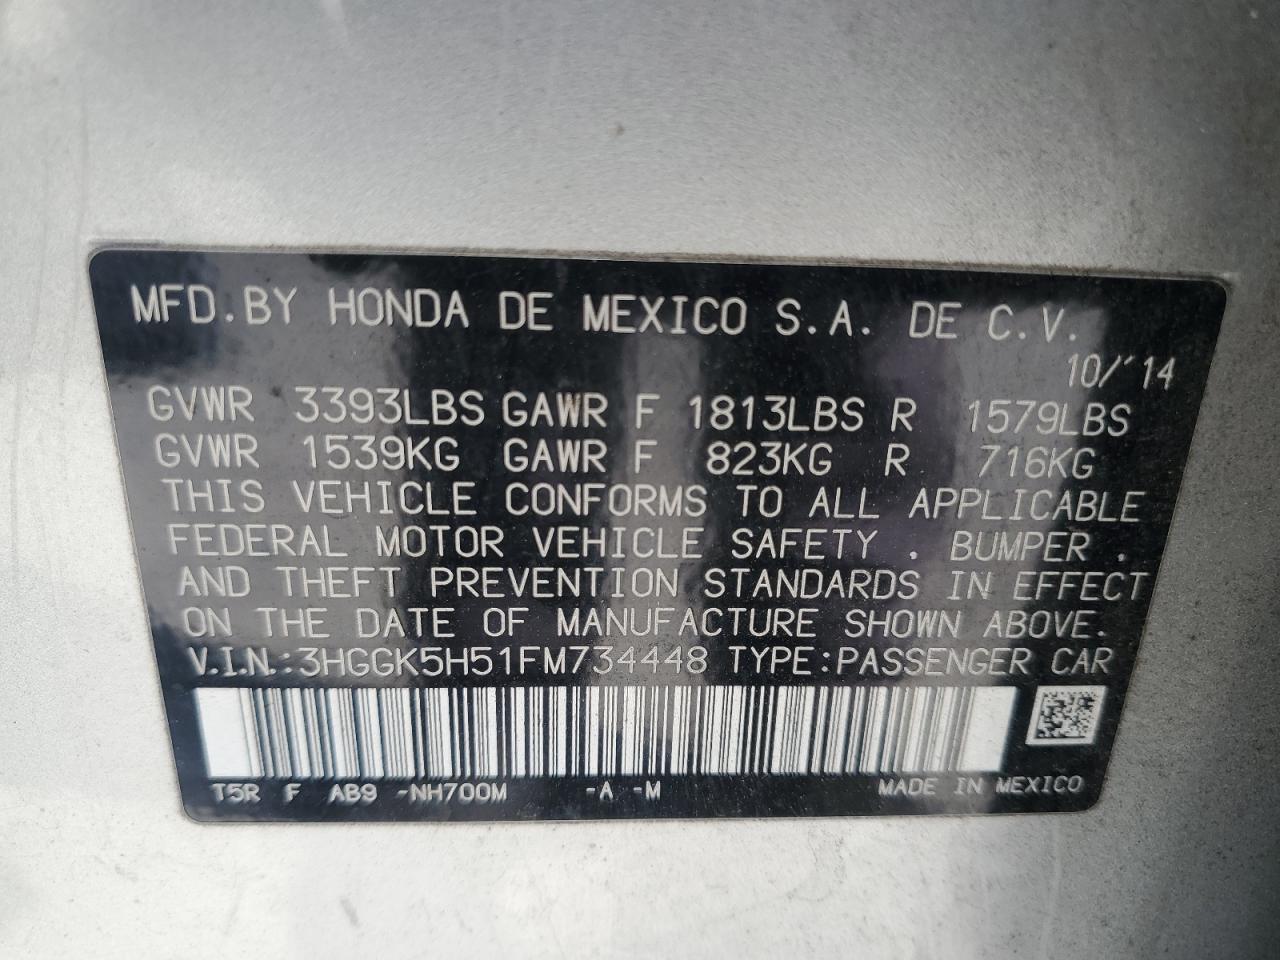 MFD.BY HONDA DE MEXICO S.A. DE C.V.
10/'14
GVWR 3393LBS GAWR F 1813LBS R 1579LBS
GVWR 1539KG GAWR F 823KG R 716KG
THIS VEHICLE CONFORMS TO ALL APPLICABLE
FEDERAL MOTOR VEHICLE SAFETY , BUMPER ,
AND THEFT PREVENTION STANDARDS IN EFFECT
ON THE DATE OF MANUFACTURE SHOWN ABOVE.
V.I.N.:3HGGK5H51FM734448 TYPE:PASSENGER CAR
T5R F AB9 -NH700M -A -M MADE IN MEXICO